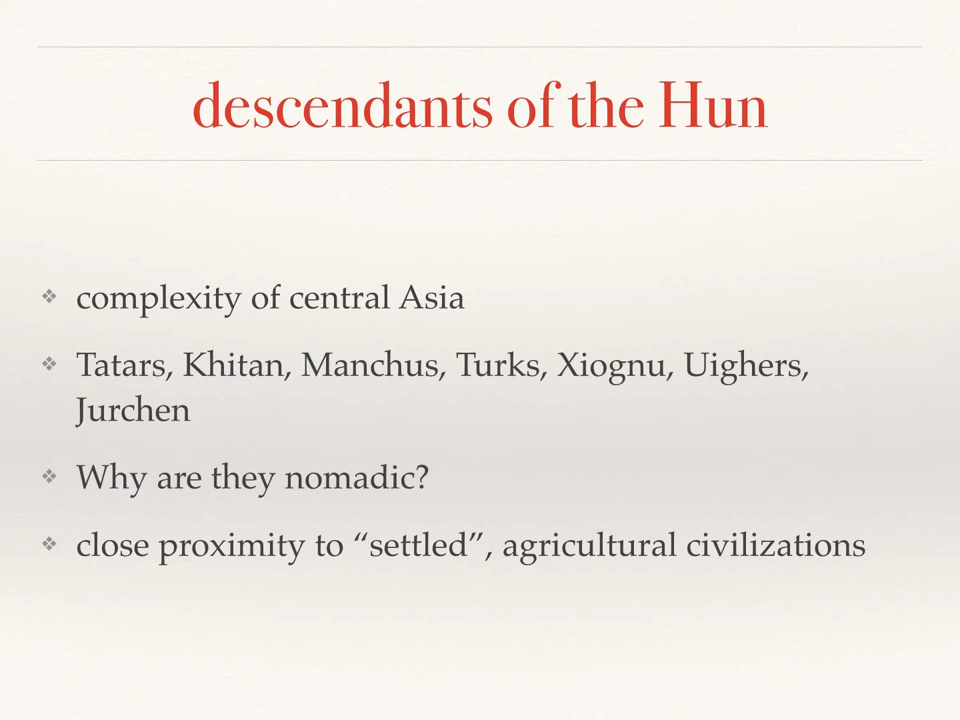 descendants of the Hun
complexity of central Asia
Tatars, Khitan, Manchus, Turks, Xiognu, Uighers,
Jurchen
Why are they nomadic?
close proximity to “settled”, agricultural civilizations